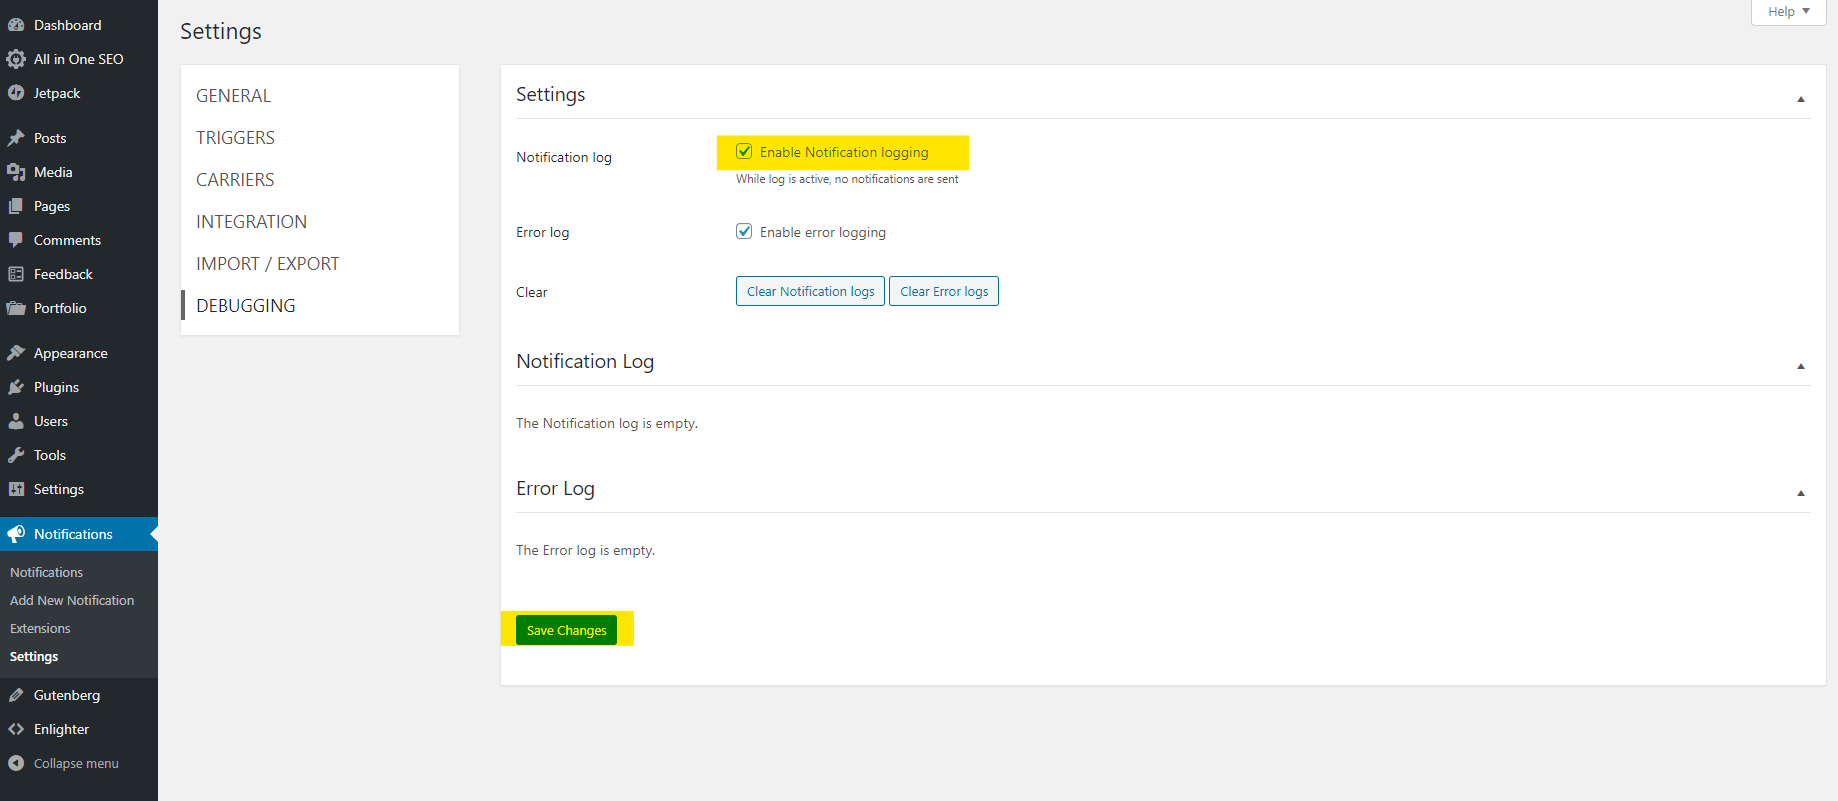 Dashboard
All in One SEO
Jetpack
Posts
Media
Pages
Comments
Feedback
Portfolio
Appearance
Plugins
Users
Tools
Settings
Notifications
Notifications
Add New Notification
Extensions
Settings
Gutenberg
Enlighter
Collapse menu
Help
Settings
GENERAL
TRIGGERS
CARRIERS
INTEGRATION
IMPORT / EXPORT
DEBUGGING
Settings
Notification log
Enable Notification logging
While log is active, no notifications are sent
Error log
Enable error logging
Clear
Clear Notification logs
Clear Error logs
Notification Log
The Notification log is empty.
Error Log
The Error log is empty.
Save Changes